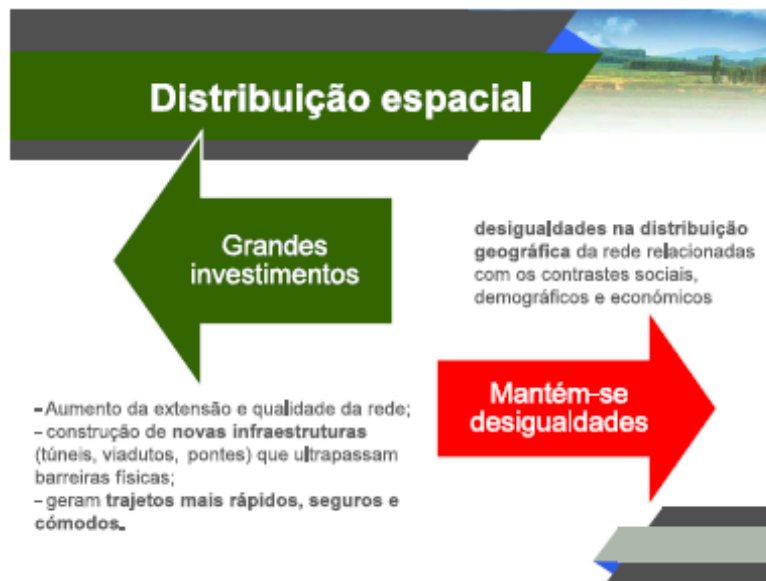 Distribuição espacial
Grandes
investimentos
desigualdades na distribuição
geográfica da rede relacionadas
com os contrastes sociais,
demográficos e económicos
– Aumento da extensão e qualidade da rede;
– construção de novas infraestruturas
(túneis, viadutos, pontes) que ultrapassam
barreiras físicas;
– geram trajetos mais rápidos, seguros e
cómodos.
Mantém-se
desigualdades